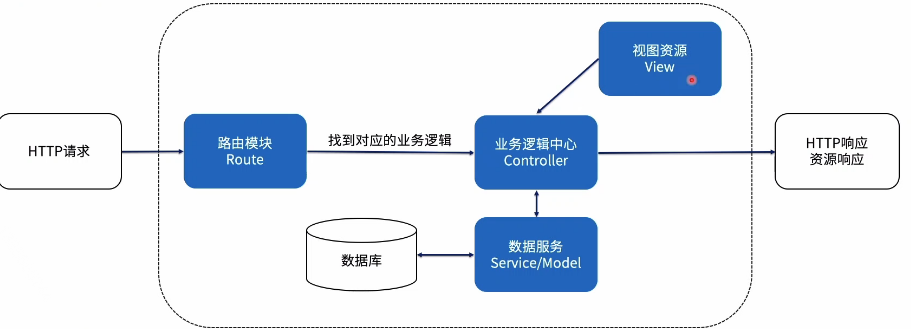 视图资源
View
HTTP请求
路由模块
Route
找到对应的业务逻辑
业务逻辑中心
Controller
HTTP响应
资源响应
数据库
数据服务
Service/Model